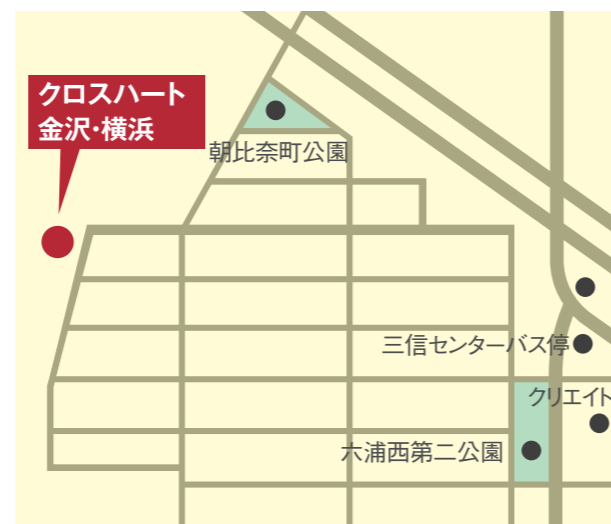 クロスハート
金沢・横浜
朝比奈町公園
三信センターバス停
クリエイト
六浦西第二公園